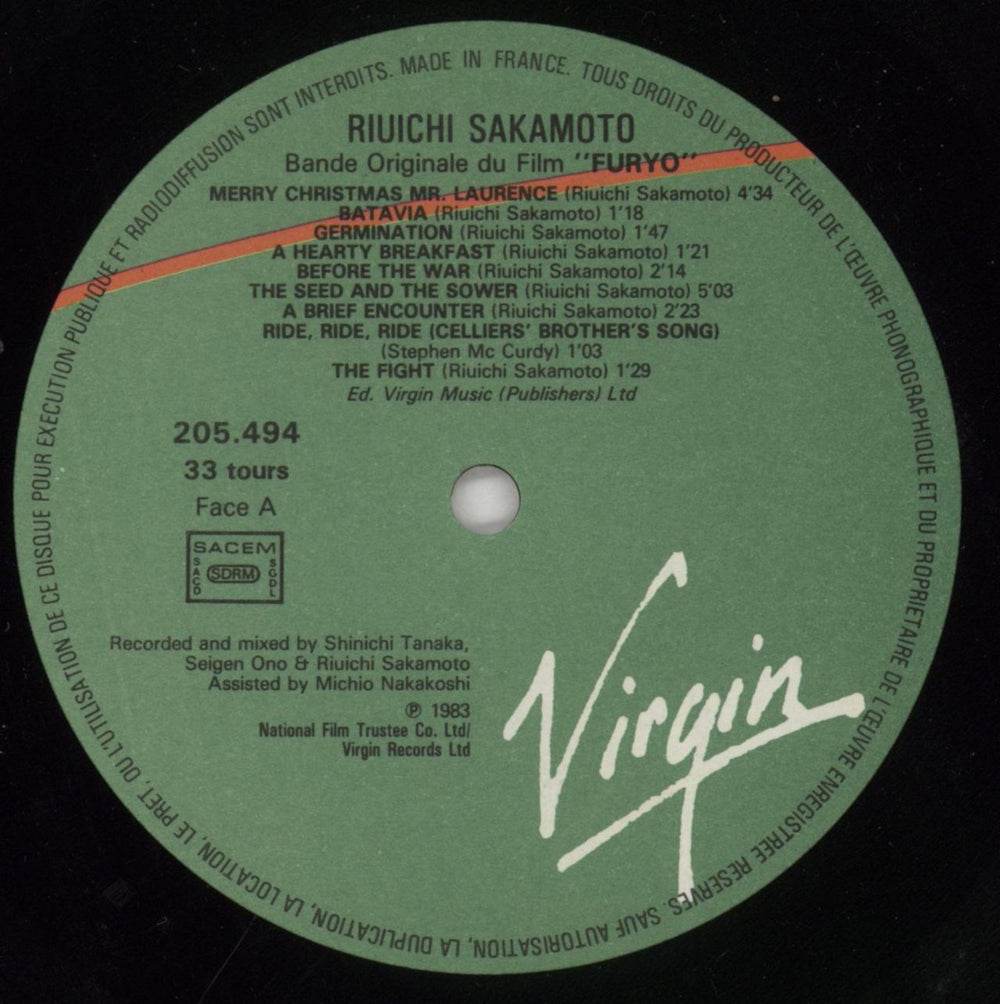 SAUF AUTORISATION, LA DUPLICATION, LA LOCATION, LE PRET, OU L'UTILISATION DE CE DISQUE POUR EXECUTION PUBLIQUE ET RADIODIFFUSION SONT INTERDITS. MADE IN FRANCE. TOUS DROITS DU PRODUCTEUR DE L'ŒUVRE PHONOGRAPHIQUE ET DU PROPRIETAIRE DE L'ŒUVRE ENREGISTREE RESERVES.
RIUICHI SAKAMOTO
Bande Originale du Film "FURYO"
MERRY CHRISTMAS MR. LAURENCE (Riuichi Sakamoto) 4'34
BATAVIA (Riuichi Sakamoto) 1'18
GERMINATION (Riuichi Sakamoto) 1'47
A HEARTY BREAKFAST (Riuichi Sakamoto) 1'21
BEFORE THE WAR (Riuichi Sakamoto) 2'14
THE SEED AND THE SOWER (Riuichi Sakamoto) 5'03
A BRIEF ENCOUNTER (Riuichi Sakamoto) 2'23
RIDE, RIDE, RIDE (CELLIERS' BROTHER'S SONG)
(Stephen Mc Curdy) 1'03
THE FIGHT (Riuichi Sakamoto) 1'29
Ed. Virgin Music (Publishers) Ltd
205.494
33 tours
Face A
SACEM
SACD
SDRM
SGDL
Recorded and mixed by Shinichi Tanaka,
Seigen Ono & Riuichi Sakamoto
Assisted by Michio Nakakoshi
℗ 1983
National Film Trustee Co. Ltd/
Virgin Records Ltd
Virgin